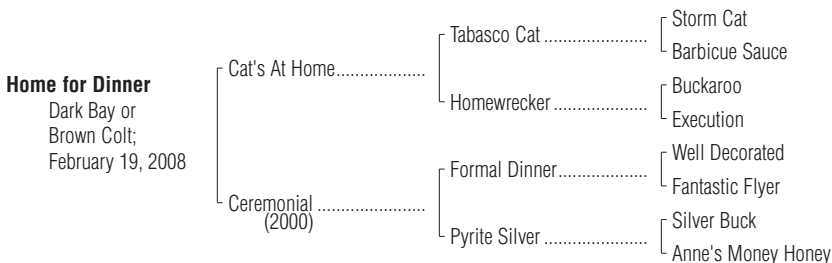 Home for Dinner
Dark Bay or
Brown Colt;
February 19, 2008
Cat's At Home...................
Ceremonial .......................
(2000)
Tabasco Cat ......................
Homewrecker ....................
Formal Dinner...................
Pyrite Silver ......................
Storm Cat
Barbicue Sauce
Buckaroo
Execution
Well Decorated
Fantastic Flyer
Silver Buck
Anne's Money Honey